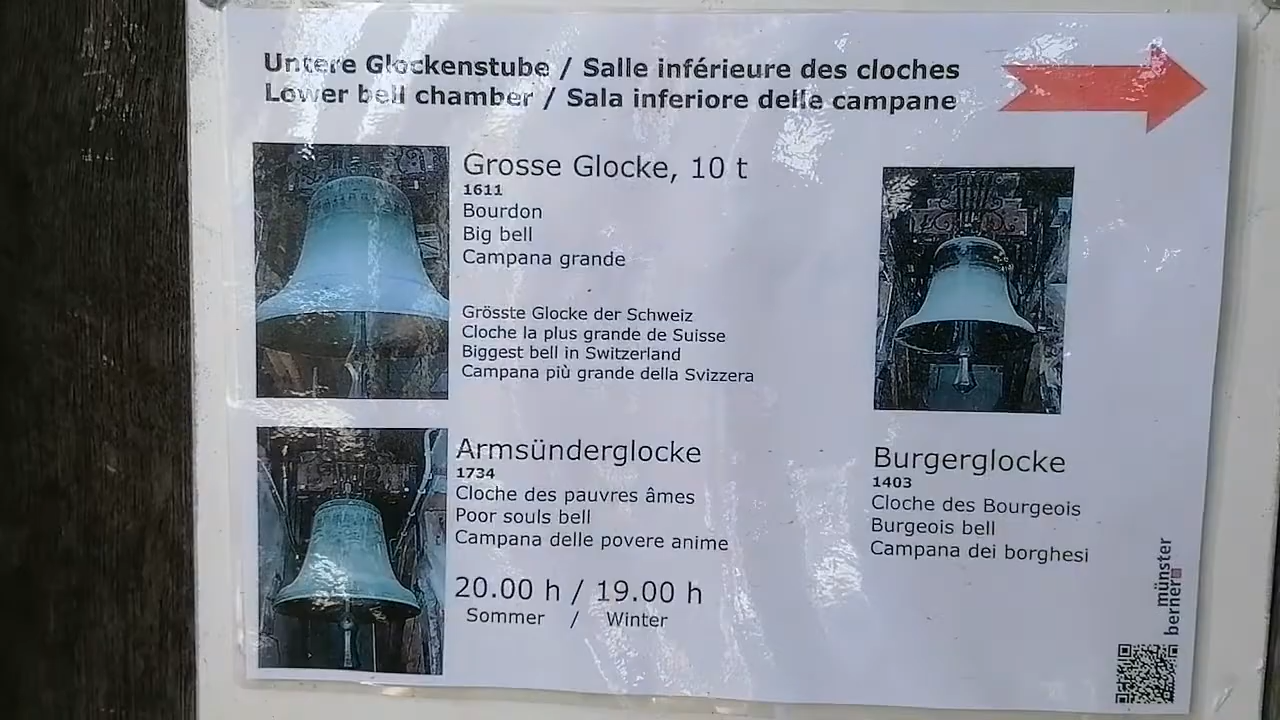 Untere Glockenstube / Salle inférieure des cloches
Lower bell chamber / Sala inferiore delle campane
Grosse Glocke, 10 t
1611
Bourdon
Big bell
Campana grande
Grösste Glocke der Schweiz
Cloche la plus grande de Suisse
Biggest bell in Switzerland
Campana più grande della Svizzera
Armsünderglocke
1734
Cloche des pauvres âmes
Poor souls bell
Campana delle povere anime
20.00 h / 19.00 h
Sommer / Winter
Burgerglocke
1403
Cloche des Bourgeois
Burgeois bell
Campana dei borghesi
berner
münster